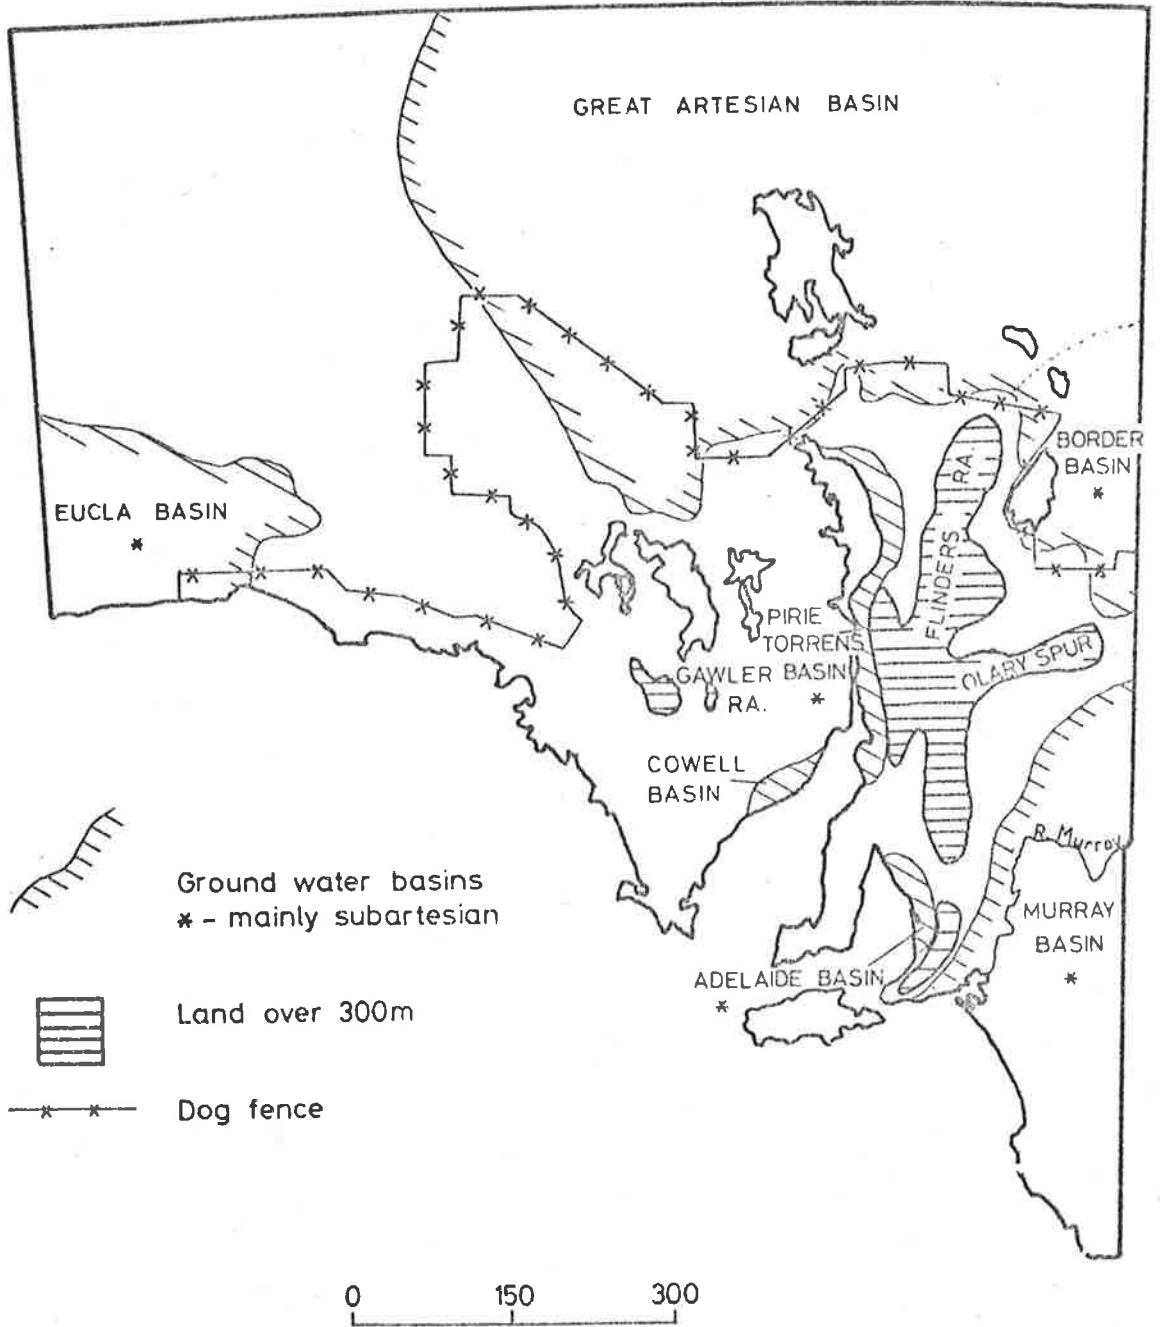 GREAT ARTESIAN BASIN
BORDER
BASIN
*
EUCLA BASIN
*
FLINDERS RA.
PIRIE
TORRENS
BASIN
*
OLARY SPUR
GAWLER
RA.
COWELL
BASIN
R. Murray
MURRAY
BASIN
*
ADELAIDE BASIN
*
Ground water basins
* - mainly subartesian
Land over 300m
Dog fence
0 150 300